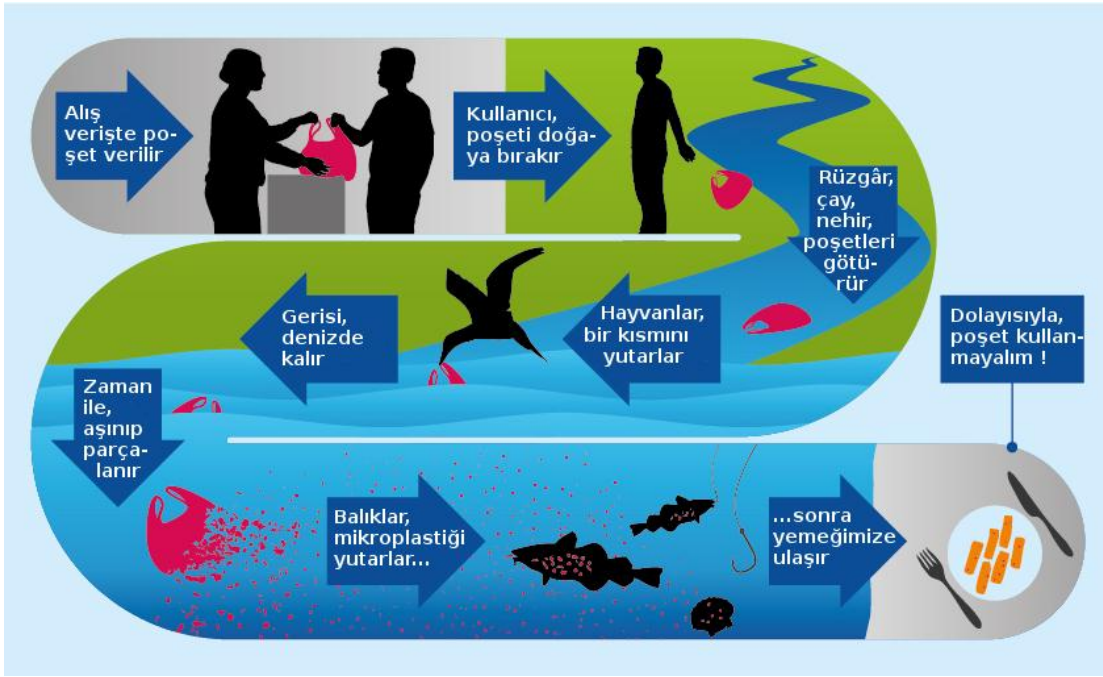 Alış
verişte po-
şet verilir
Kullanıcı,
poşeti doğa-
ya bırakır
Rüzgâr,
çay,
nehir,
poşetleri
götü-
rür
Hayvanlar,
bir kısmını
yutarlar
Gerisi,
denizde
kalır
Zaman
ile,
aşınıp
parça-
lanır
Balıklar,
mikroplastiği
yutarlar...
...sonra
yemeğimize
ulaşır
Dolayısıyla,
poşet kullan-
mayalım !